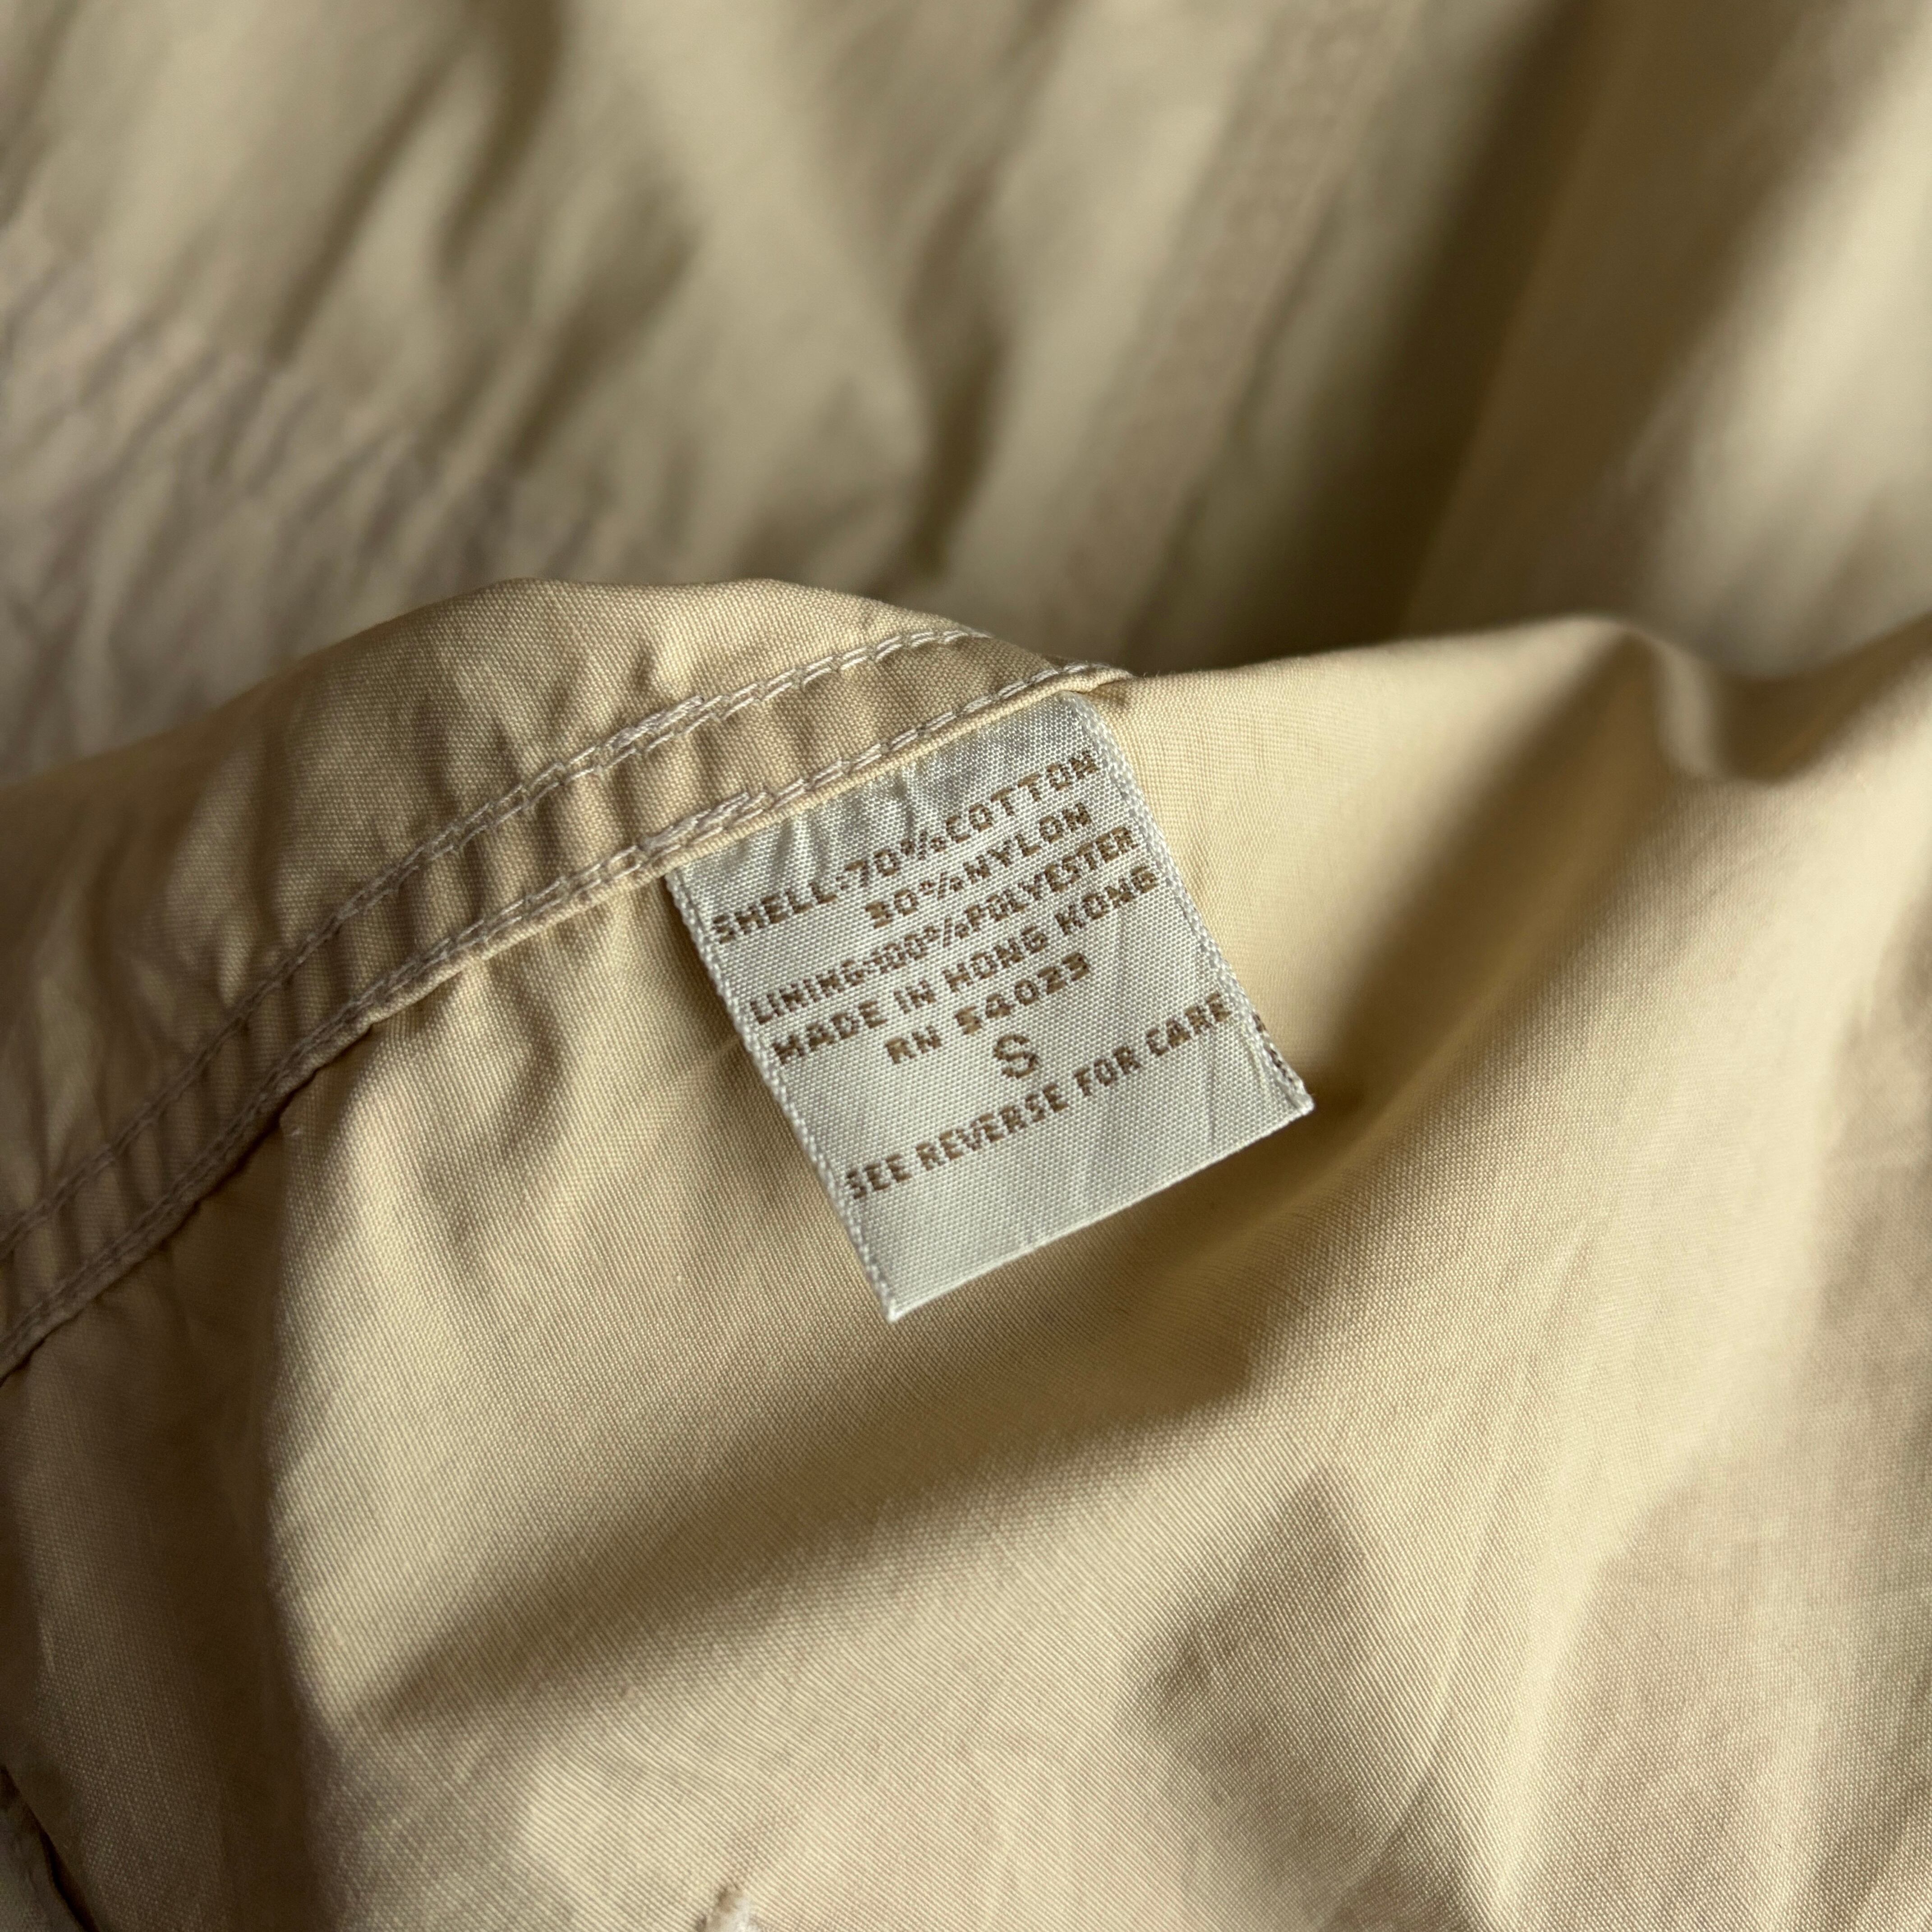 SHELL:70%COTTON
30%NYLON
LINING:100%POLYESTER
MADE IN HONG KONG
RN 54023
S
SEE REVERSE FOR CARE